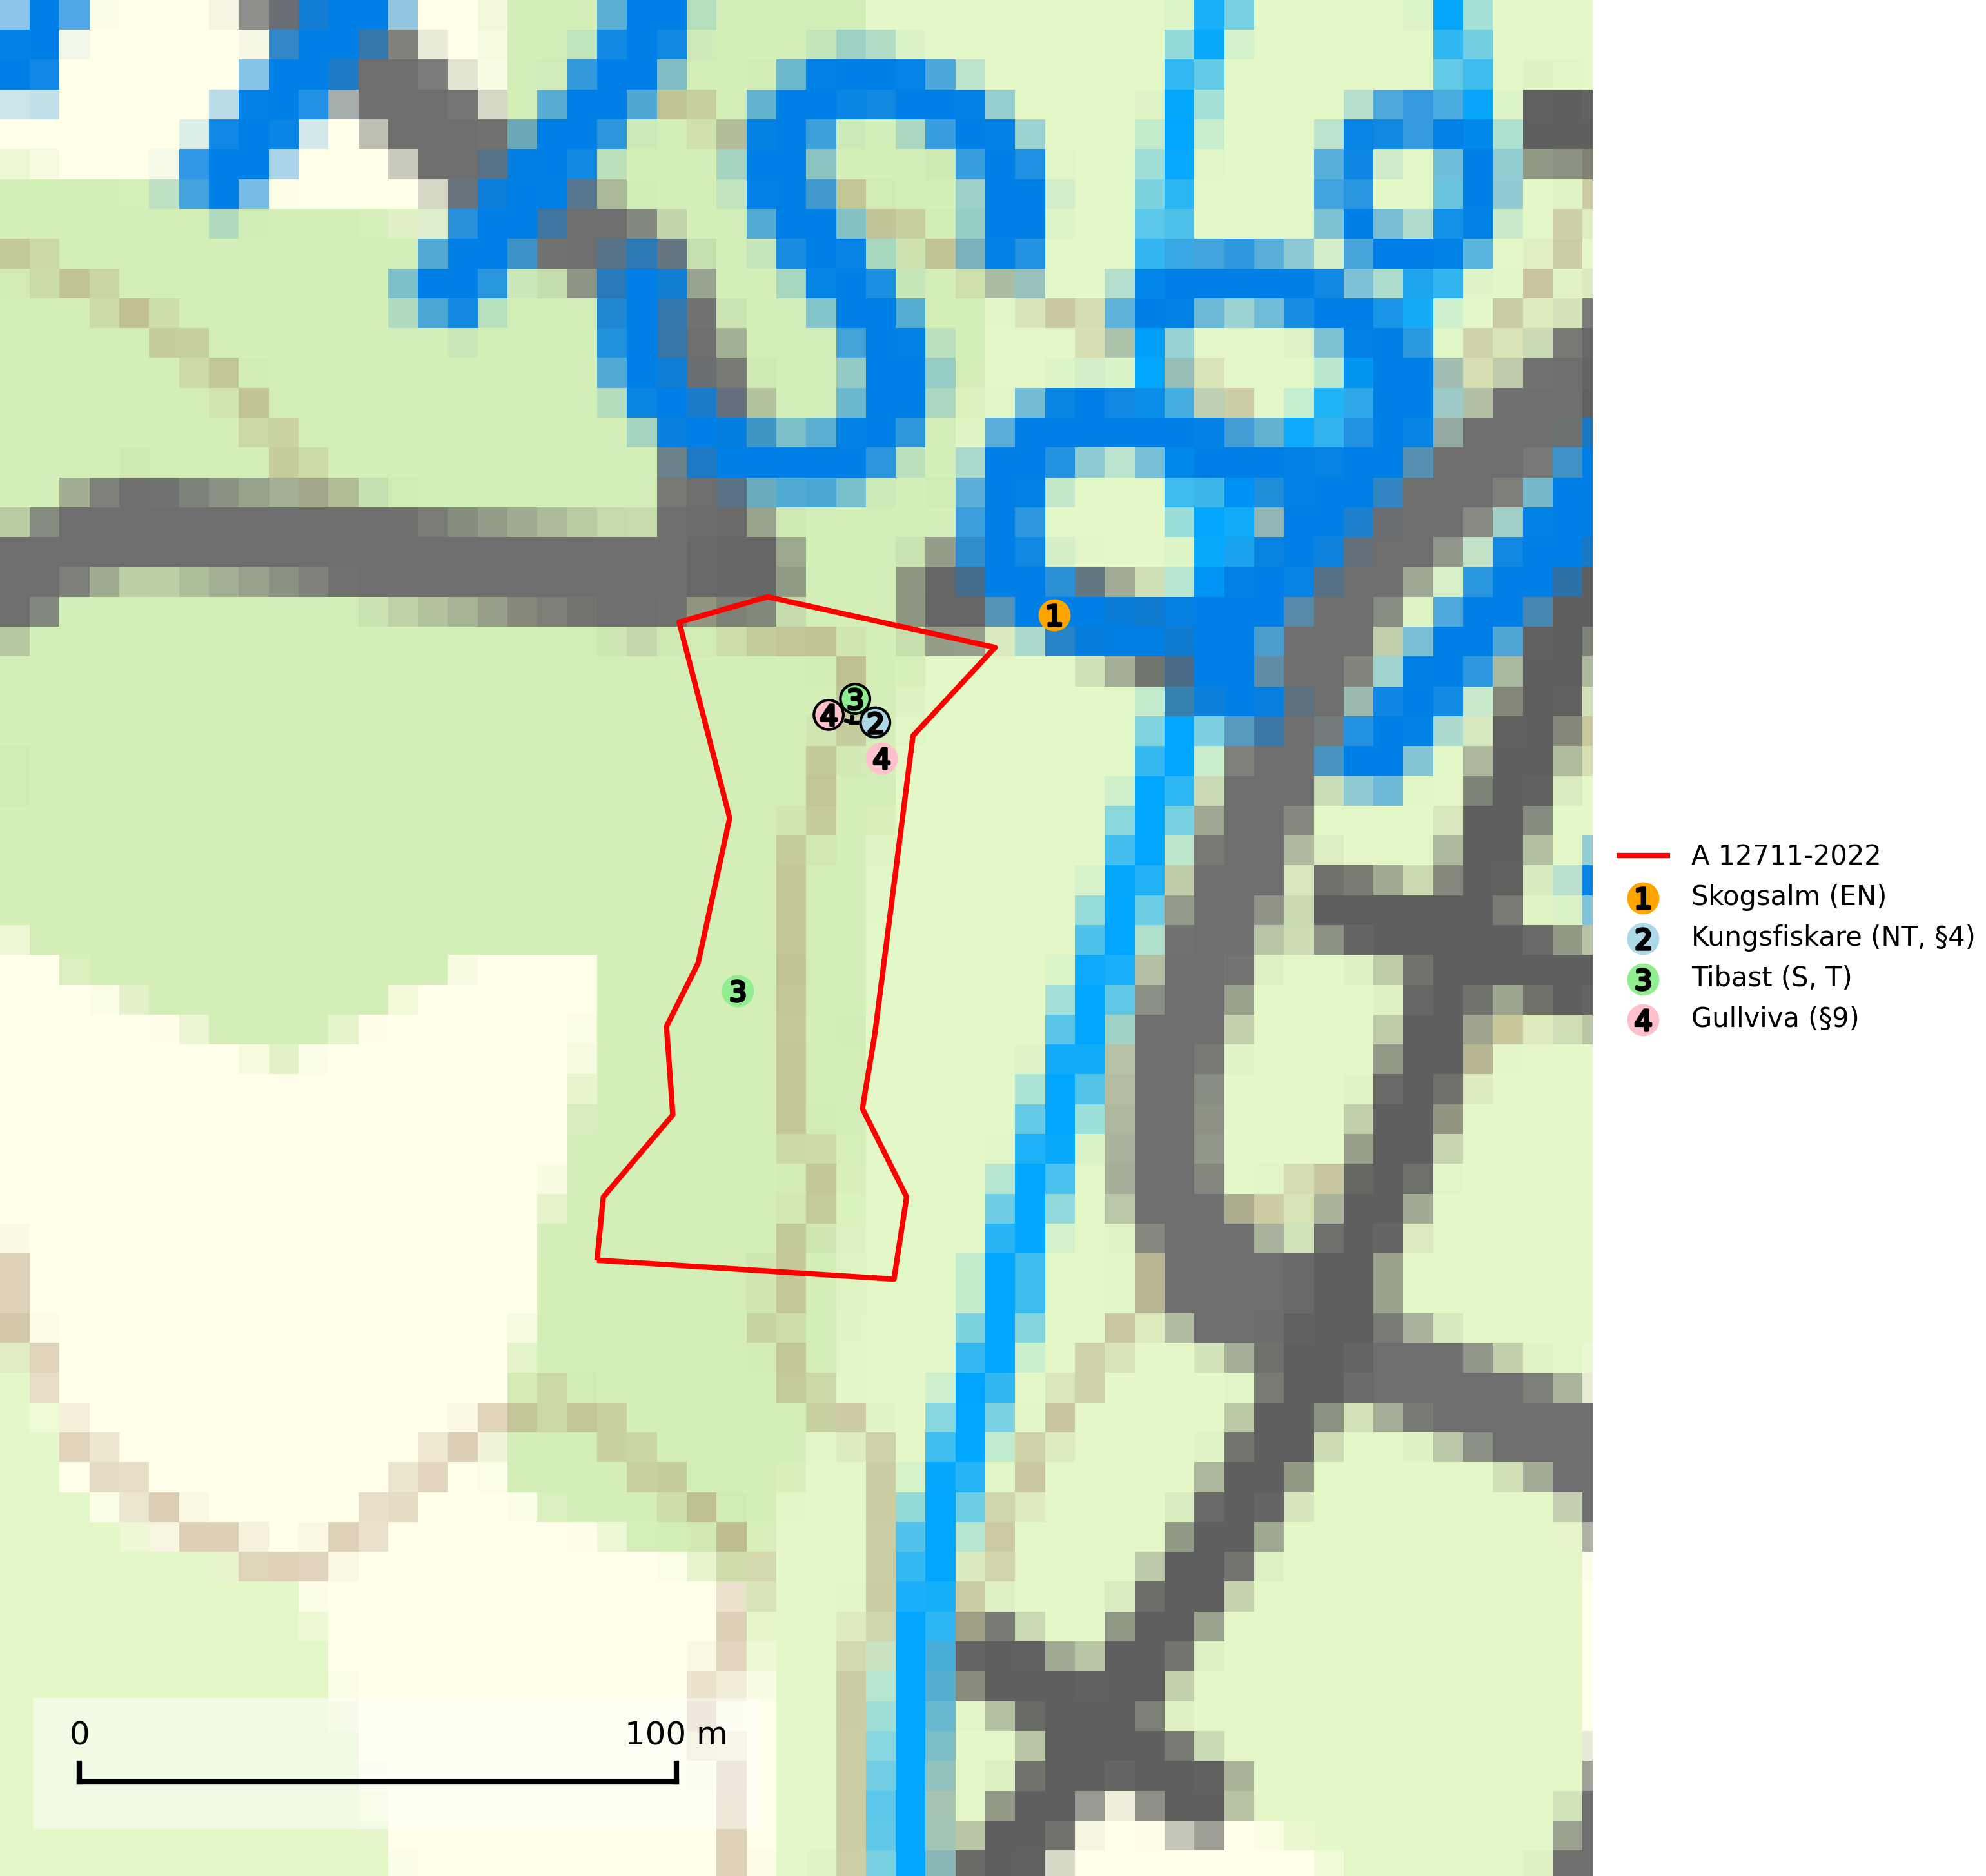 1
3
4
2
4
3
A 12711-2022
1 Skogsalm (EN)
2 Kungsfiskare (NT, §4)
3 Tibast (S, T)
4 Gullviva (§9)
0 100 m